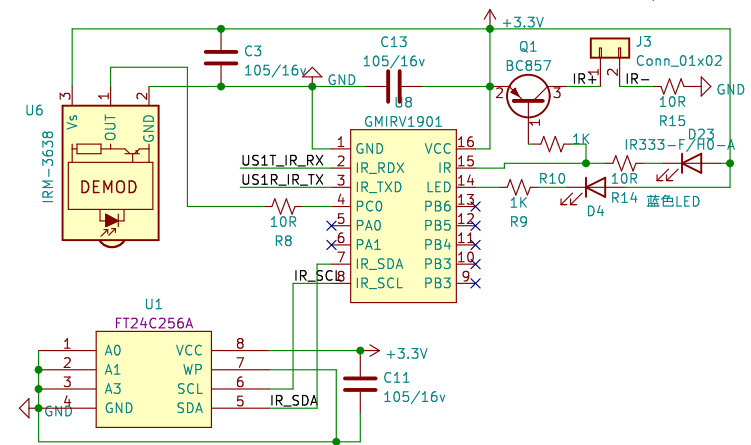 +3.3V
C3
105/16v
C13
105/16v
Q1
BC857
J3
Conn_01x02
IR+
1
2
IR-
GND
10R
R15
U6
IRM-3638
3
1
2
Vs
OUT
GND
DEMOD
GND
U8
GMIRV1901
2
3
1
1K
R10
D23
IR333-F/H0-A
10R
R14
蓝色LED
1K
R9
D4
US1T_IR_RX
US1R_IR_TX
10R
R8
1 GND VCC 16
2 IR_RDX IR 15
3 IR_TXD LED 14
4 PC0 PB6 13
5 PA0 PB5 12
6 PA1 PB4 11
7 IR_SDA PB3 10
8 IR_SCL PB3 9
IR_SCL
U1
FT24C256A
1 A0 VCC 8
2 A1 WP 7
3 A3 SCL 6
4 GND SDA 5
GND
IR_SDA
+3.3V
C11
105/16v